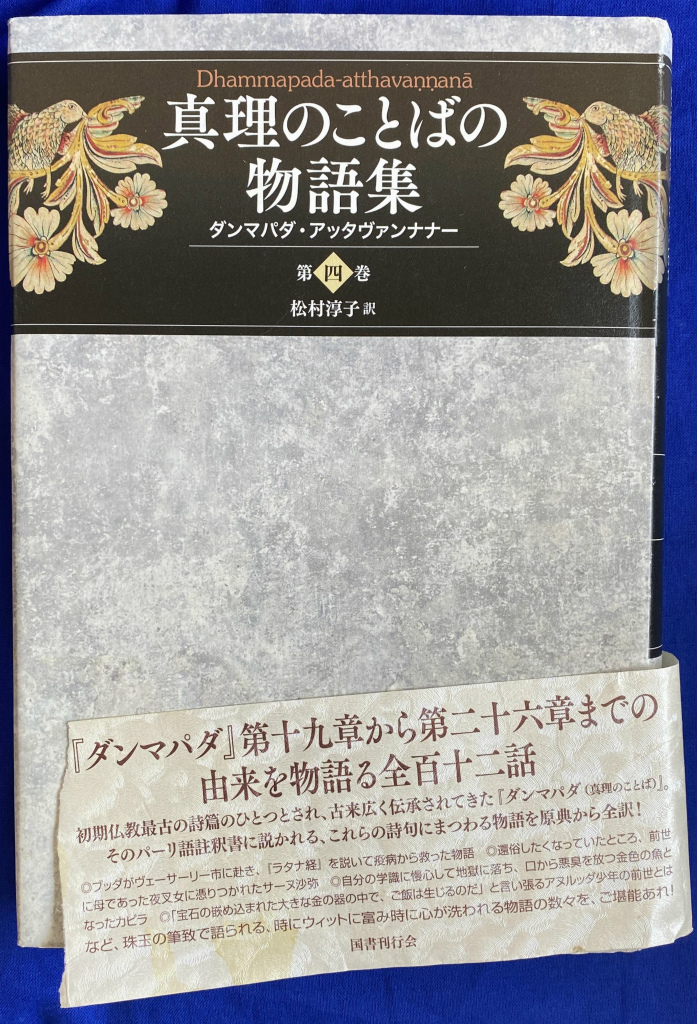 Dhammapada-atthavaṇṇanā
真理のことばの
物語集
ダンマパダ・アッタヴァンナナー
第四巻
松村淳子 訳
『ダンマパダ』第十九章から第二十六章までの
由来を物語る全百十二話
初期仏教最古の詩篇のひとつとされ、古来広く伝承されてきた『ダンマパダ(真理のことば)』。
そのパーリ語註釈書に説かれる、これらの詩句にまつわる物語を原典から全訳!
◎ブッダがヴェーサーリー市に赴き、『ラタナ経』を説いて疫病から救った物語 ◎還俗したくなっていたところ、前世
に母であった夜叉女に憑りつかれたサーヌ沙弥 ◎自分の学識に慢心して地獄に落ち、口から悪臭を放つ金色の魚と
なったカピラ ◎「宝石の嵌め込まれた大きな金の器の中で、ご飯は生じるのだ」と言い張るアヌルッダ少年の前世とは
など、珠玉の筆致で語られる、時にウィットに富み時に心が洗われる物語の数々を、ご堪能あれ!
国書刊行会